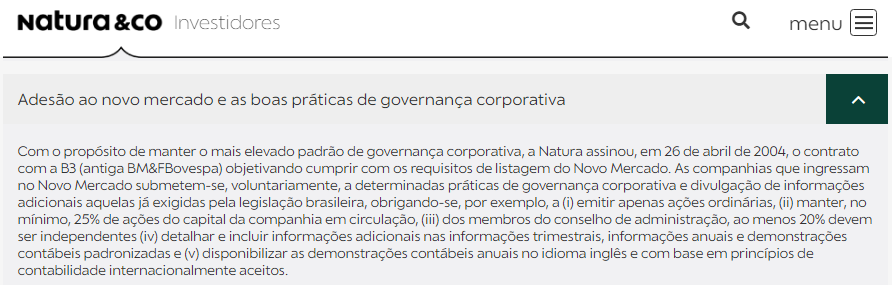 natura &co Investidores
menu
Adesão ao novo mercado e as boas práticas de governança corporativa
Com o propósito de manter o mais elevado padrão de governança corporativa, a Natura assinou, em 26 de abril de 2004, o contrato
com a B3 (antiga BM&FBovespa) objetivando cumprir com os requisitos de listagem do Novo Mercado. As companhias que ingressam
no Novo Mercado submetem-se, voluntariamente, a determinadas práticas de governança corporativa e divulgação de informações
adicionais aquelas já exigidas pela legislação brasileira, obrigando-se, por exemplo, a (i) emitir apenas ações ordinárias, (ii) manter, no
mínimo, 25% de ações do capital da companhia em circulação, (iii) dos membros do conselho de administração, ao menos 20% devem
ser independentes (iv) detalhar e incluir informações adicionais nas informações trimestrais, informações anuais e demonstrações
contábeis padronizadas e (v) disponibilizar as demonstrações contábeis anuais no idioma inglês e com base em princípios de
contabilidade internacionalmente aceitos.